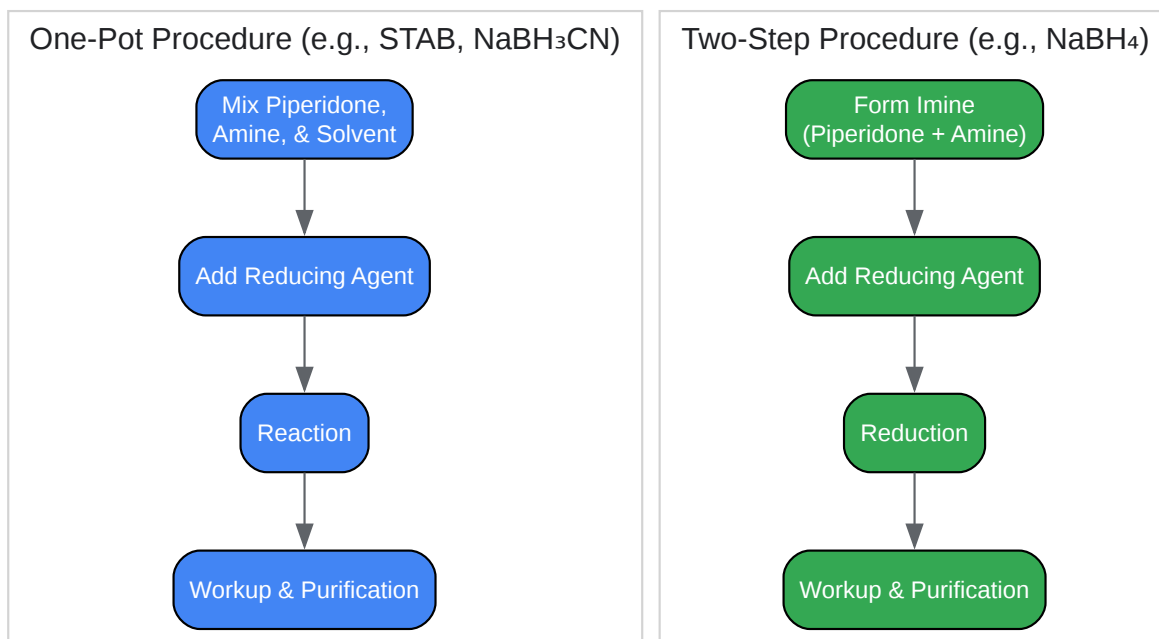 One-Pot Procedure (e.g., STAB, NaBH₃CN)
Mix Piperidone,
Amine, & Solvent
Add Reducing Agent
Reaction
Workup & Purification
Two-Step Procedure (e.g., NaBH₄)
Form Imine
(Piperidone + Amine)
Add Reducing Agent
Reduction
Workup & Purification